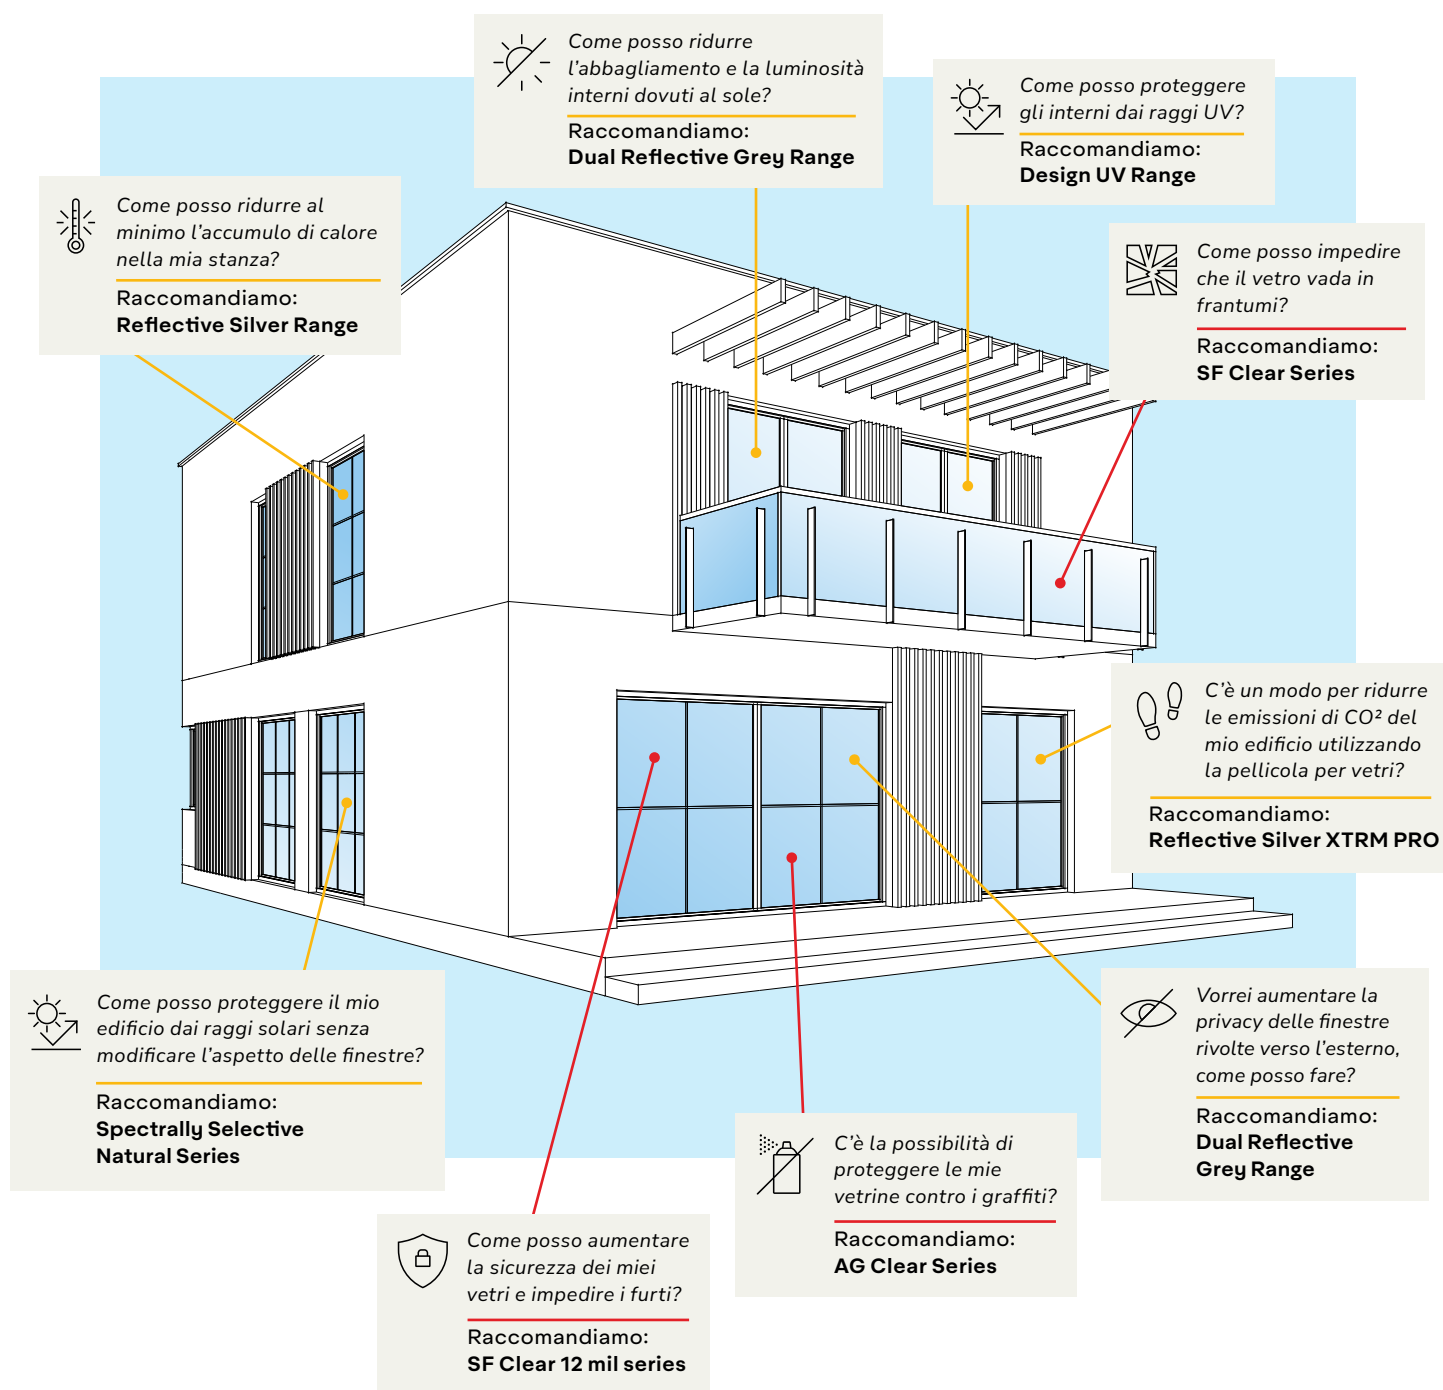 Come posso ridurre
l'abbagliamento e la luminosità
interni dovuti al sole?
Raccomandiamo:
Dual Reflective Grey Range
Come posso proteggere
gli interni dai raggi UV?
Raccomandiamo:
Design UV Range
Come posso ridurre al
minimo l'accumulo di calore
nella mia stanza?
Raccomandiamo:
Reflective Silver Range
Come posso impedire
che il vetro vada in
frantumi?
Raccomandiamo:
SF Clear Series
C'è un modo per ridurre
le emissioni di CO² del
mio edificio utilizzando
la pellicola per vetri?
Raccomandiamo:
Reflective Silver XTRM PRO
Come posso proteggere il mio
edificio dai raggi solari senza
modificare l'aspetto delle finestre?
Raccomandiamo:
Spectrally Selective
Natural Series
Vorrei aumentare la
privacy delle finestre
rivolte verso l'esterno,
come posso fare?
Raccomandiamo:
Dual Reflective
Grey Range
C'è la possibilità di
proteggere le mie
vetrine contro i graffiti?
Raccomandiamo:
AG Clear Series
Come posso aumentare
la sicurezza dei miei
vetri e impedire i furti?
Raccomandiamo:
SF Clear 12 mil series